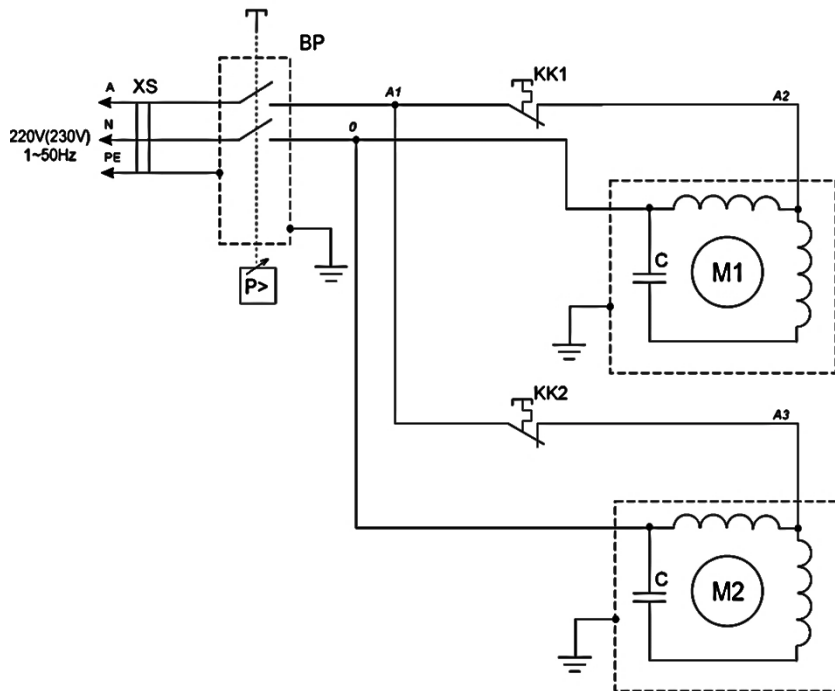 BP
A
XS
KK1
A1
A2
N
0
220V(230V)
1~50Hz
PE
C
M1
P>
KK2
A3
C
M2